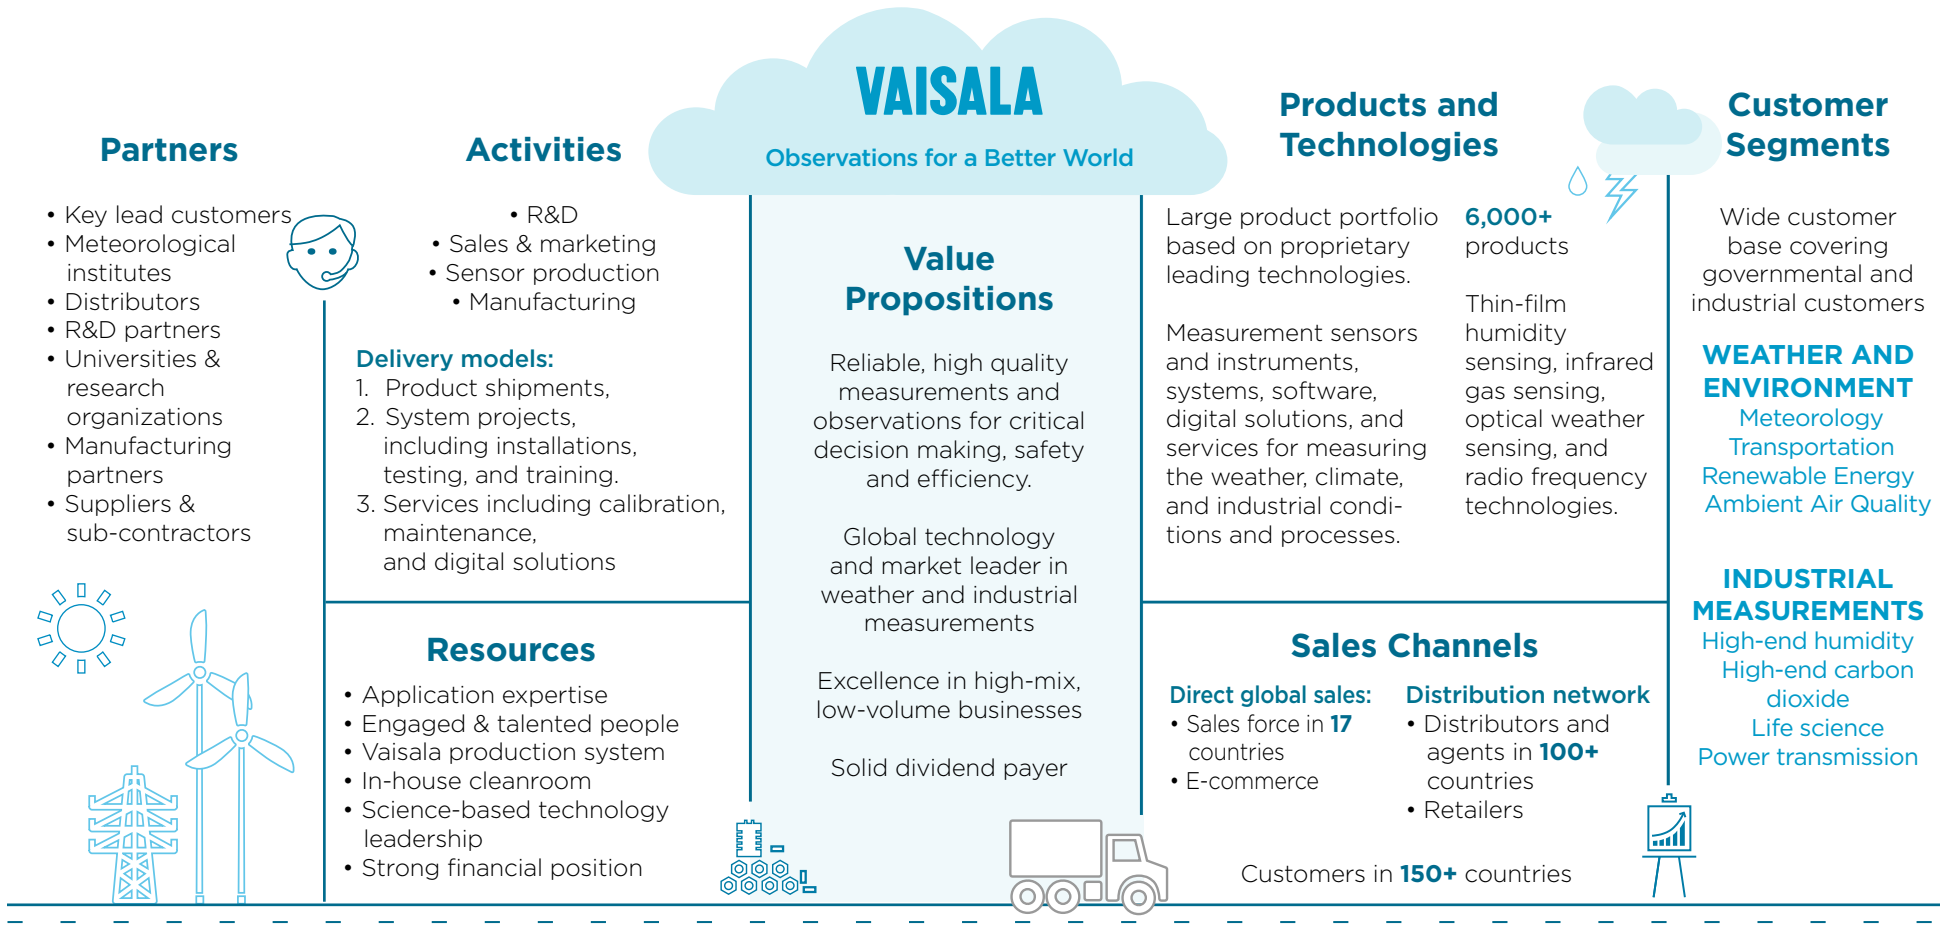 VAISALA
Observations for a Better World
Partners
• Key lead customers
• Meteorological
institutes
• Distributors
• R&D partners
• Universities &
research
organizations
• Manufacturing
partners
• Suppliers &
sub-contractors
Activities
• R&D
• Sales & marketing
• Sensor production
• Manufacturing
Delivery models:
1. Product shipments,
2. System projects,
including installations,
testing, and training.
3. Services including calibration,
maintenance,
and digital solutions
Resources
• Application expertise
• Engaged & talented people
• Vaisala production system
• In-house cleanroom
• Science-based technology
leadership
• Strong financial position
Value
Propositions
Reliable, high quality
measurements and
observations for critical
decision making, safety
and efficiency.
Global technology
and market leader in
weather and industrial
measurements
Excellence in high-mix,
low-volume businesses
Solid dividend payer
Products and
Technologies
Large product portfolio
based on proprietary
leading technologies.
Measurement sensors
and instruments,
systems, software,
digital solutions, and
services for measuring
the weather, climate,
and industrial condi-
tions and processes.
6,000+
products
Thin-film
humidity
sensing, infrared
gas sensing,
optical weather
sensing, and
radio frequency
technologies.
Sales Channels
Direct global sales:
• Sales force in 17
countries
• E-commerce
Distribution network
• Distributors and
agents in 100+
countries
• Retailers
Customers in 150+ countries
Customer
Segments
Wide customer
base covering
governmental and
industrial customers
WEATHER AND
ENVIRONMENT
Meteorology
Transportation
Renewable Energy
Ambient Air Quality
INDUSTRIAL
MEASUREMENTS
High-end humidity
High-end carbon
dioxide
Life science
Power transmission